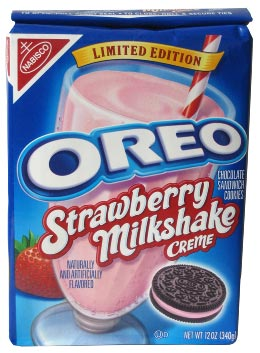 NABISCO
LIMITED EDITION
OREO
CHOCOLATE
SANDWICH
COOKIES
Strawberry
Milkshake
CREME
NATURALLY
AND ARTIFICIALLY
FLAVORED
OREO
NET WT 12 OZ (340g)